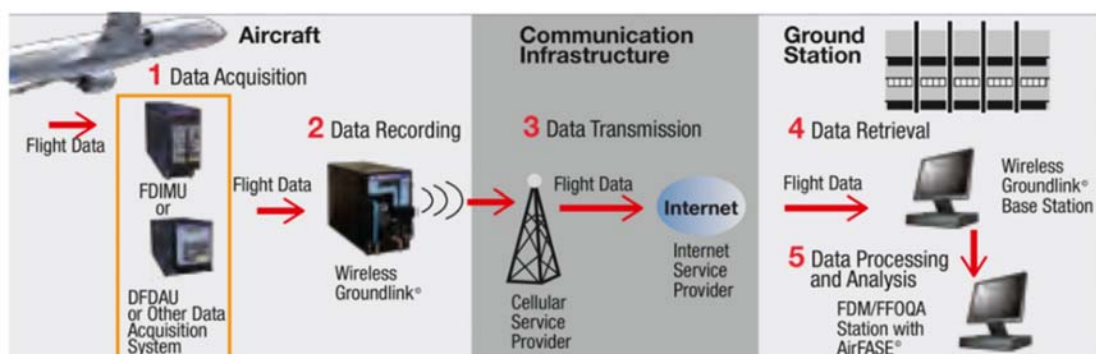 Aircraft
1 Data Acquisition
Flight Data
FDIMU
or
DFDAU
or Other Data
Acquisition
System
Flight Data
2 Data Recording
Wireless
Groundlink®
Communication
Infrastructure
3 Data Transmission
Cellular
Service
Provider
Flight Data
Internet
Internet
Service
Provider
Ground
Station
4 Data Retrieval
Flight Data
Wireless
Groundlink®
Base Station
5 Data Processing
and Analysis
FDM/FFOQA
Station with
AirFASE®